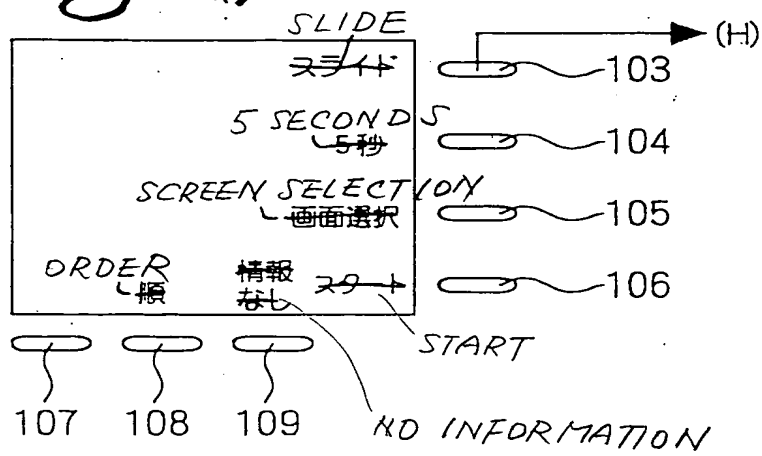 SLIDE
(H)
スライド
103
5 SECONDS
5秒
104
SCREEN SELECTION
画面選択
105
ORDER
順
情報
なし
スタート
106
START
107 108 109
NO INFORMATION